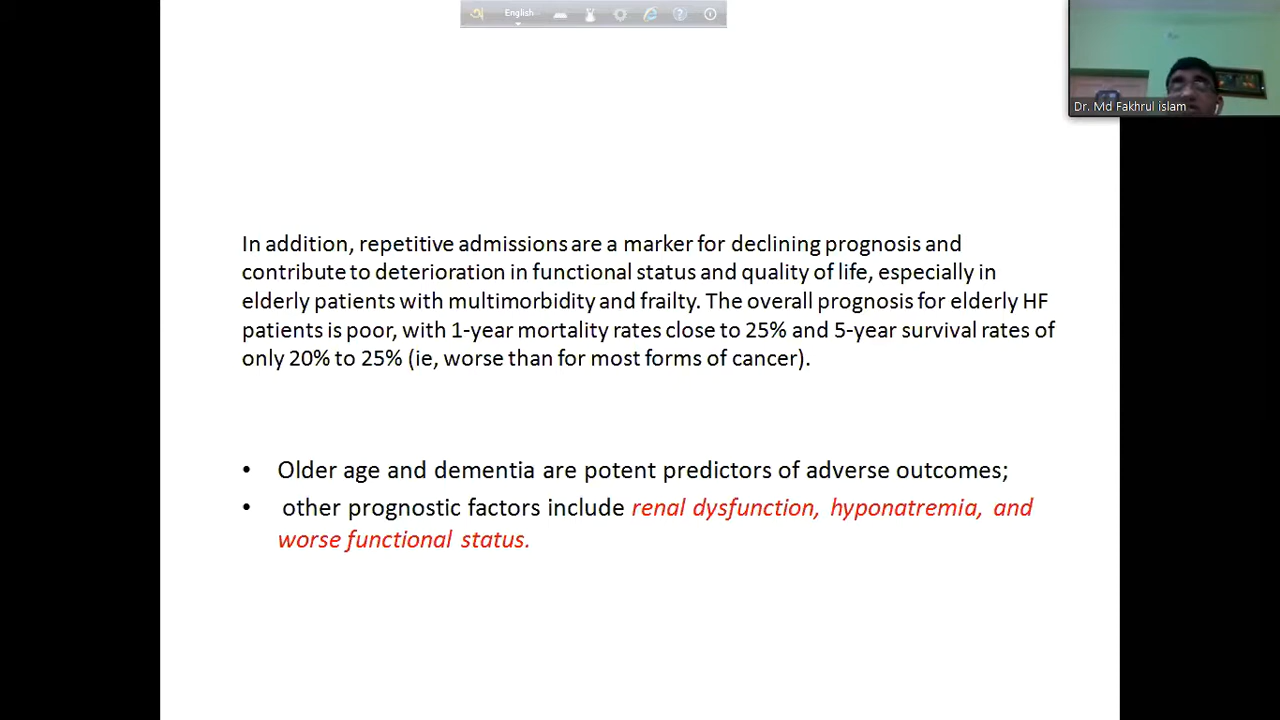 অ English
Dr. Md Fakhrul islam
In addition, repetitive admissions are a marker for declining prognosis and
contribute to deterioration in functional status and quality of life, especially in
elderly patients with multimorbidity and frailty. The overall prognosis for elderly HF
patients is poor, with 1-year mortality rates close to 25% and 5-year survival rates of
only 20% to 25% (ie, worse than for most forms of cancer).
• Older age and dementia are potent predictors of adverse outcomes;
• other prognostic factors include renal dysfunction, hyponatremia, and
worse functional status.